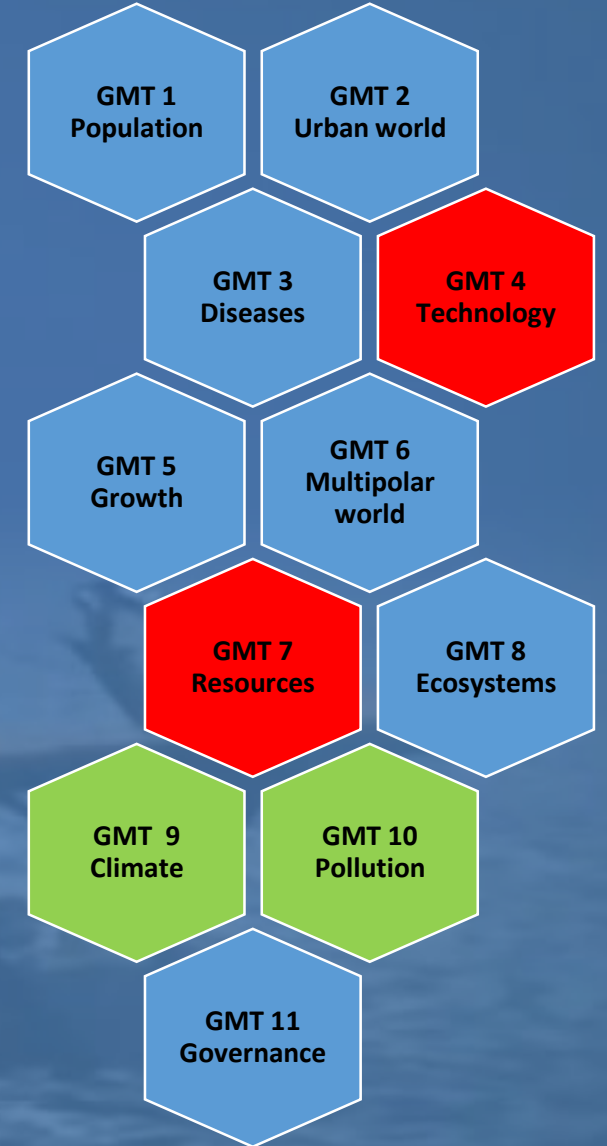 GMT 1
Population
GMT 2
Urban world
GMT 3
Diseases
GMT 4
Technology
GMT 5
Growth
GMT 6
Multipolar
world
GMT 7
Resources
GMT 8
Ecosystems
GMT  9
Climate
GMT 10
Pollution
GMT 11
Governance